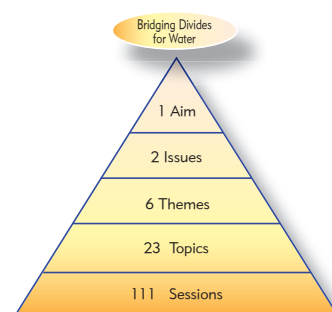 Bridging Divides
for Water
1 Aim
2 Issues
6 Themes
23 Topics
111 Sessions